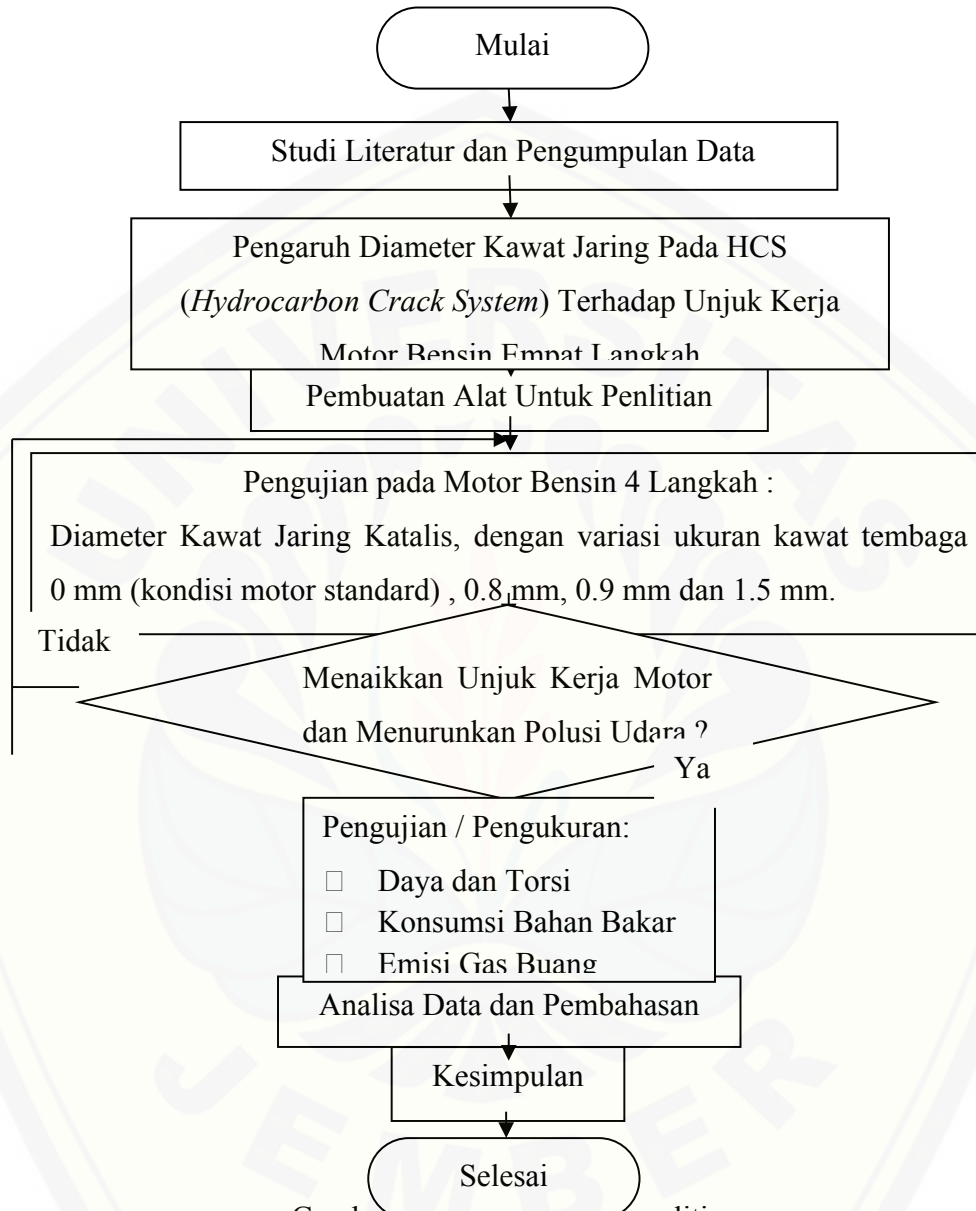 Mulai
Studi Literatur dan Pengumpulan Data
Pengaruh Diameter Kawat Jaring Pada HCS
(Hydrocarbon Crack System) Terhadap Unjuk Kerja
Motor Bensin Empat Langkah
Pembuatan Alat Untuk Penlitian
Pengujian pada Motor Bensin 4 Langkah :
Diameter Kawat Jaring Katalis, dengan variasi ukuran kawat tembaga
0 mm (kondisi motor standard) , 0.8 mm, 0.9 mm dan 1.5 mm.
Tidak
Menaikkan Unjuk Kerja Motor
dan Menurunkan Polusi Udara ?
Ya
Pengujian / Pengukuran:
Daya dan Torsi
Konsumsi Bahan Bakar
Emisi Gas Buang
Analisa Data dan Pembahasan
Kesimpulan
Selesai
UNIVERSITAS
JEMBER